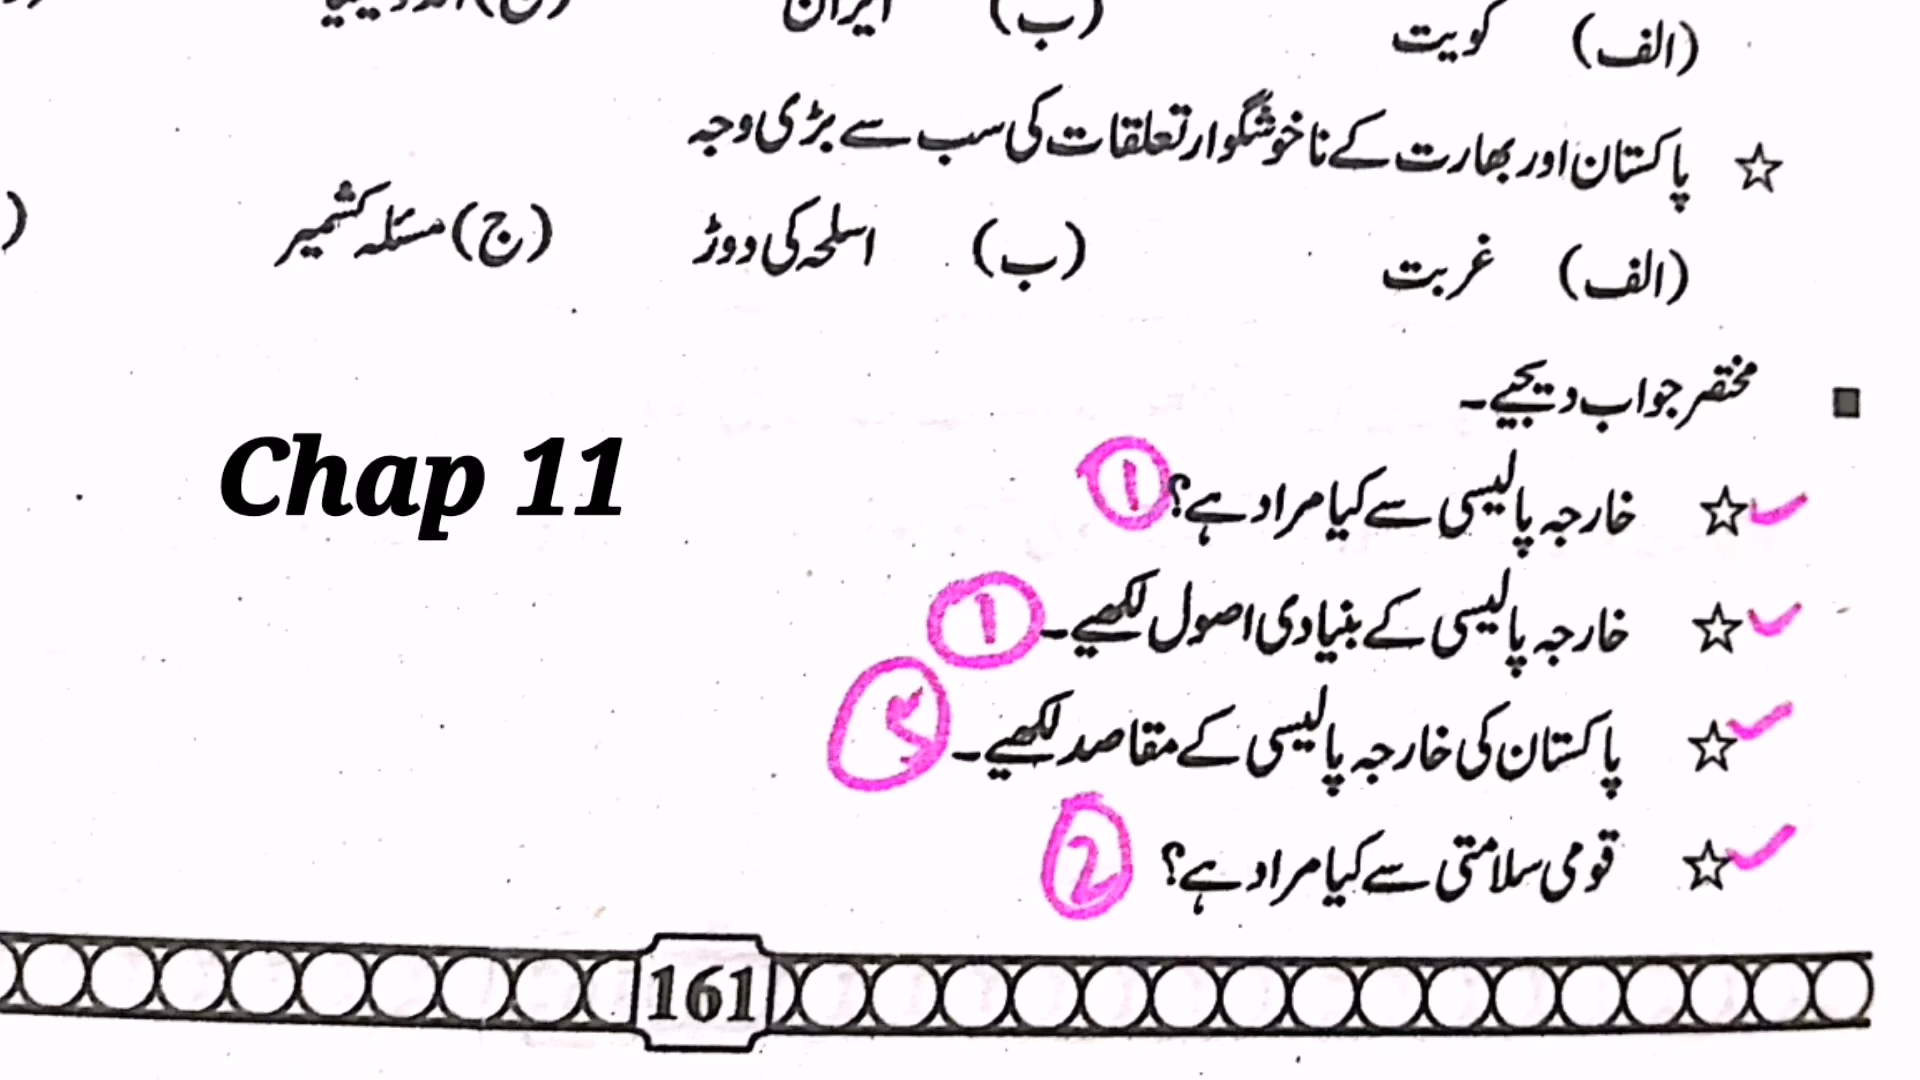 (الف) کویت (ب) ایران (ج)
☆ پاکستان اور بھارت کے ناخوشگوار تعلقات کی سب سے بڑی وجہ
(الف) غربت (ب) اسلحہ کی دوڑ (ج) مسئلہ کشمیر (
■ مختصر جواب دیجیے۔
Chap 11
☆ خارجہ پالیسی سے کیا مراد ہے؟ 1
☆ خارجہ پالیسی کے بنیادی اصول لکھیے۔ 1
☆ پاکستان کی خارجہ پالیسی کے مقاصد لکھیے۔
☆ قومی سلامتی سے کیا مراد ہے؟ 2
161